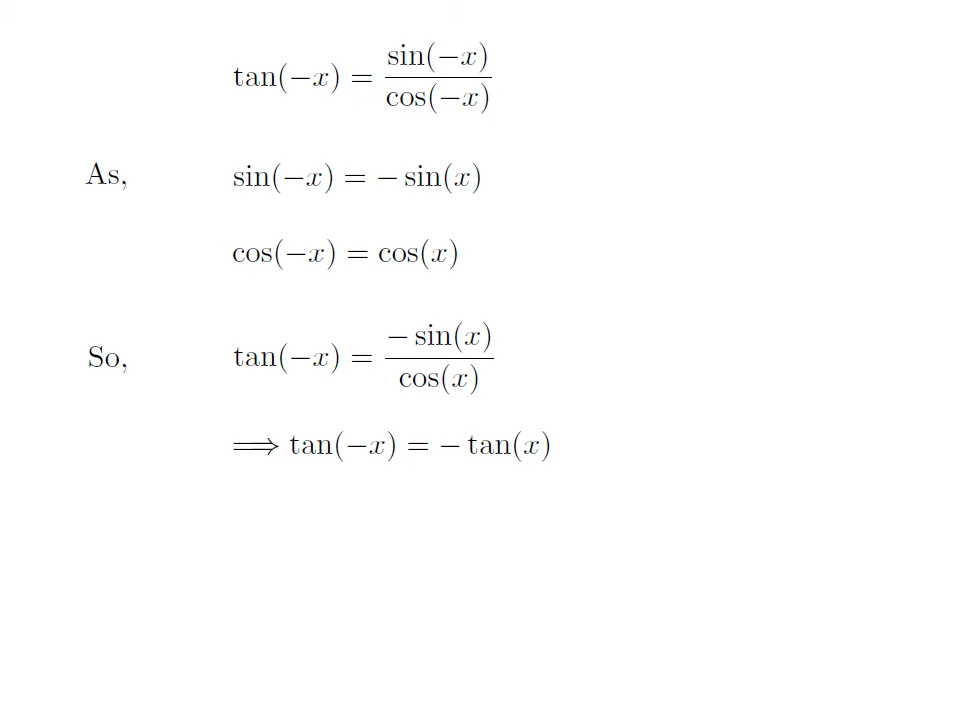 tan(−x) = sin(−x)/cos(−x)
As, sin(−x) = − sin(x)
cos(−x) = cos(x)
So, tan(−x) = − sin(x)/cos(x)
⟹ tan(−x) = − tan(x)